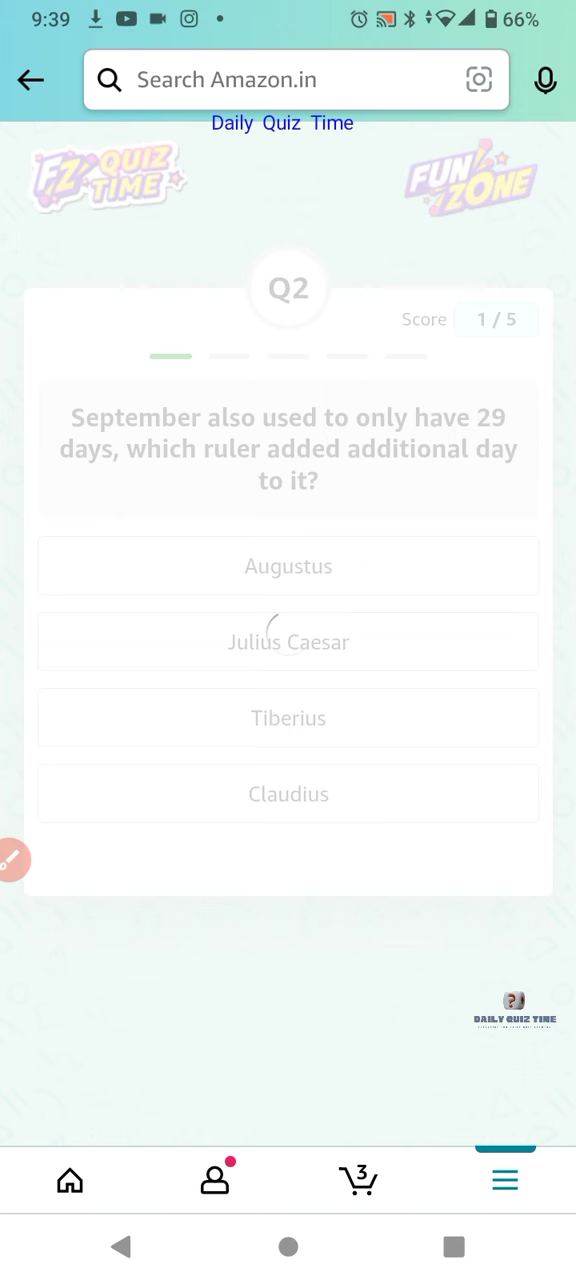 9:39
66%
Search Amazon.in
Daily Quiz Time
FZ QUIZ TIME
FUN ZONE
Q2
Score 1 / 5
September also used to only have 29
days, which ruler added additional day
to it?
Augustus
Julius Caesar
Tiberius
Claudius
DAILY QUIZ TIME
3